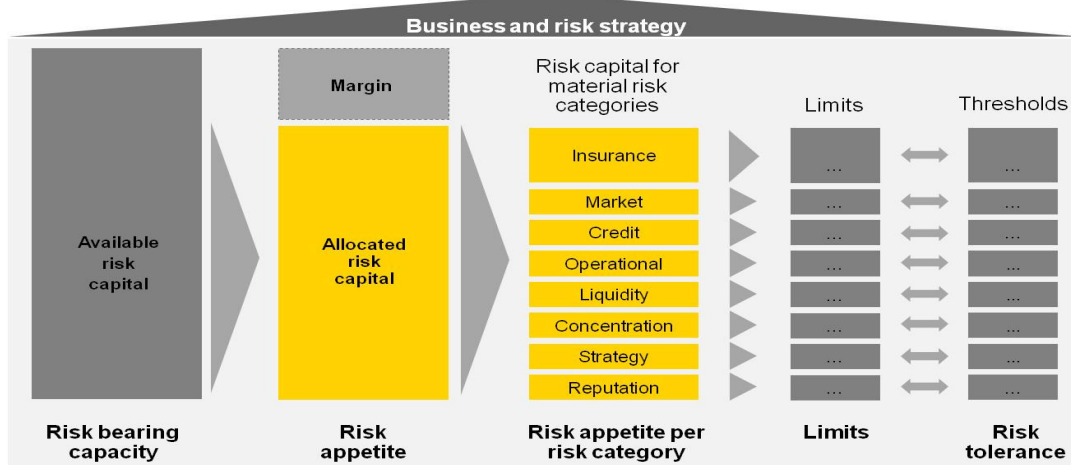 Business and risk strategy
Available
risk
capital
Risk bearing
capacity
Margin
Allocated
risk
capital
Risk
appetite
Risk capital for
material risk
categories
Insurance
Market
Credit
Operational
Liquidity
Concentration
Strategy
Reputation
Risk appetite per
risk category
Limits
...
...
...
...
...
...
...
...
Limits
Thresholds
...
...
...
...
...
...
...
...
Risk
tolerance